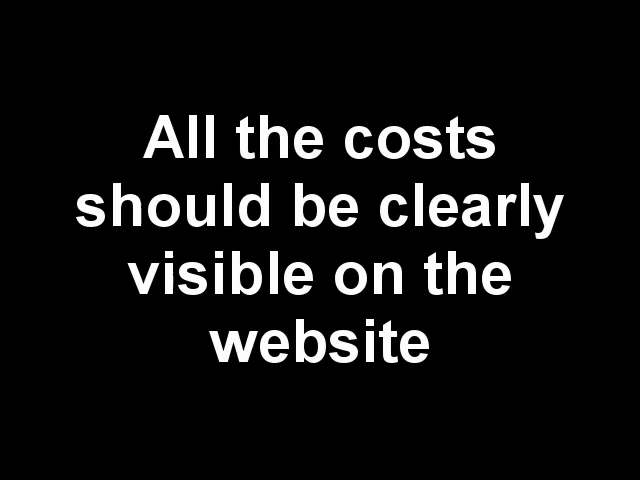 All the costs
should be clearly
visible on the
website